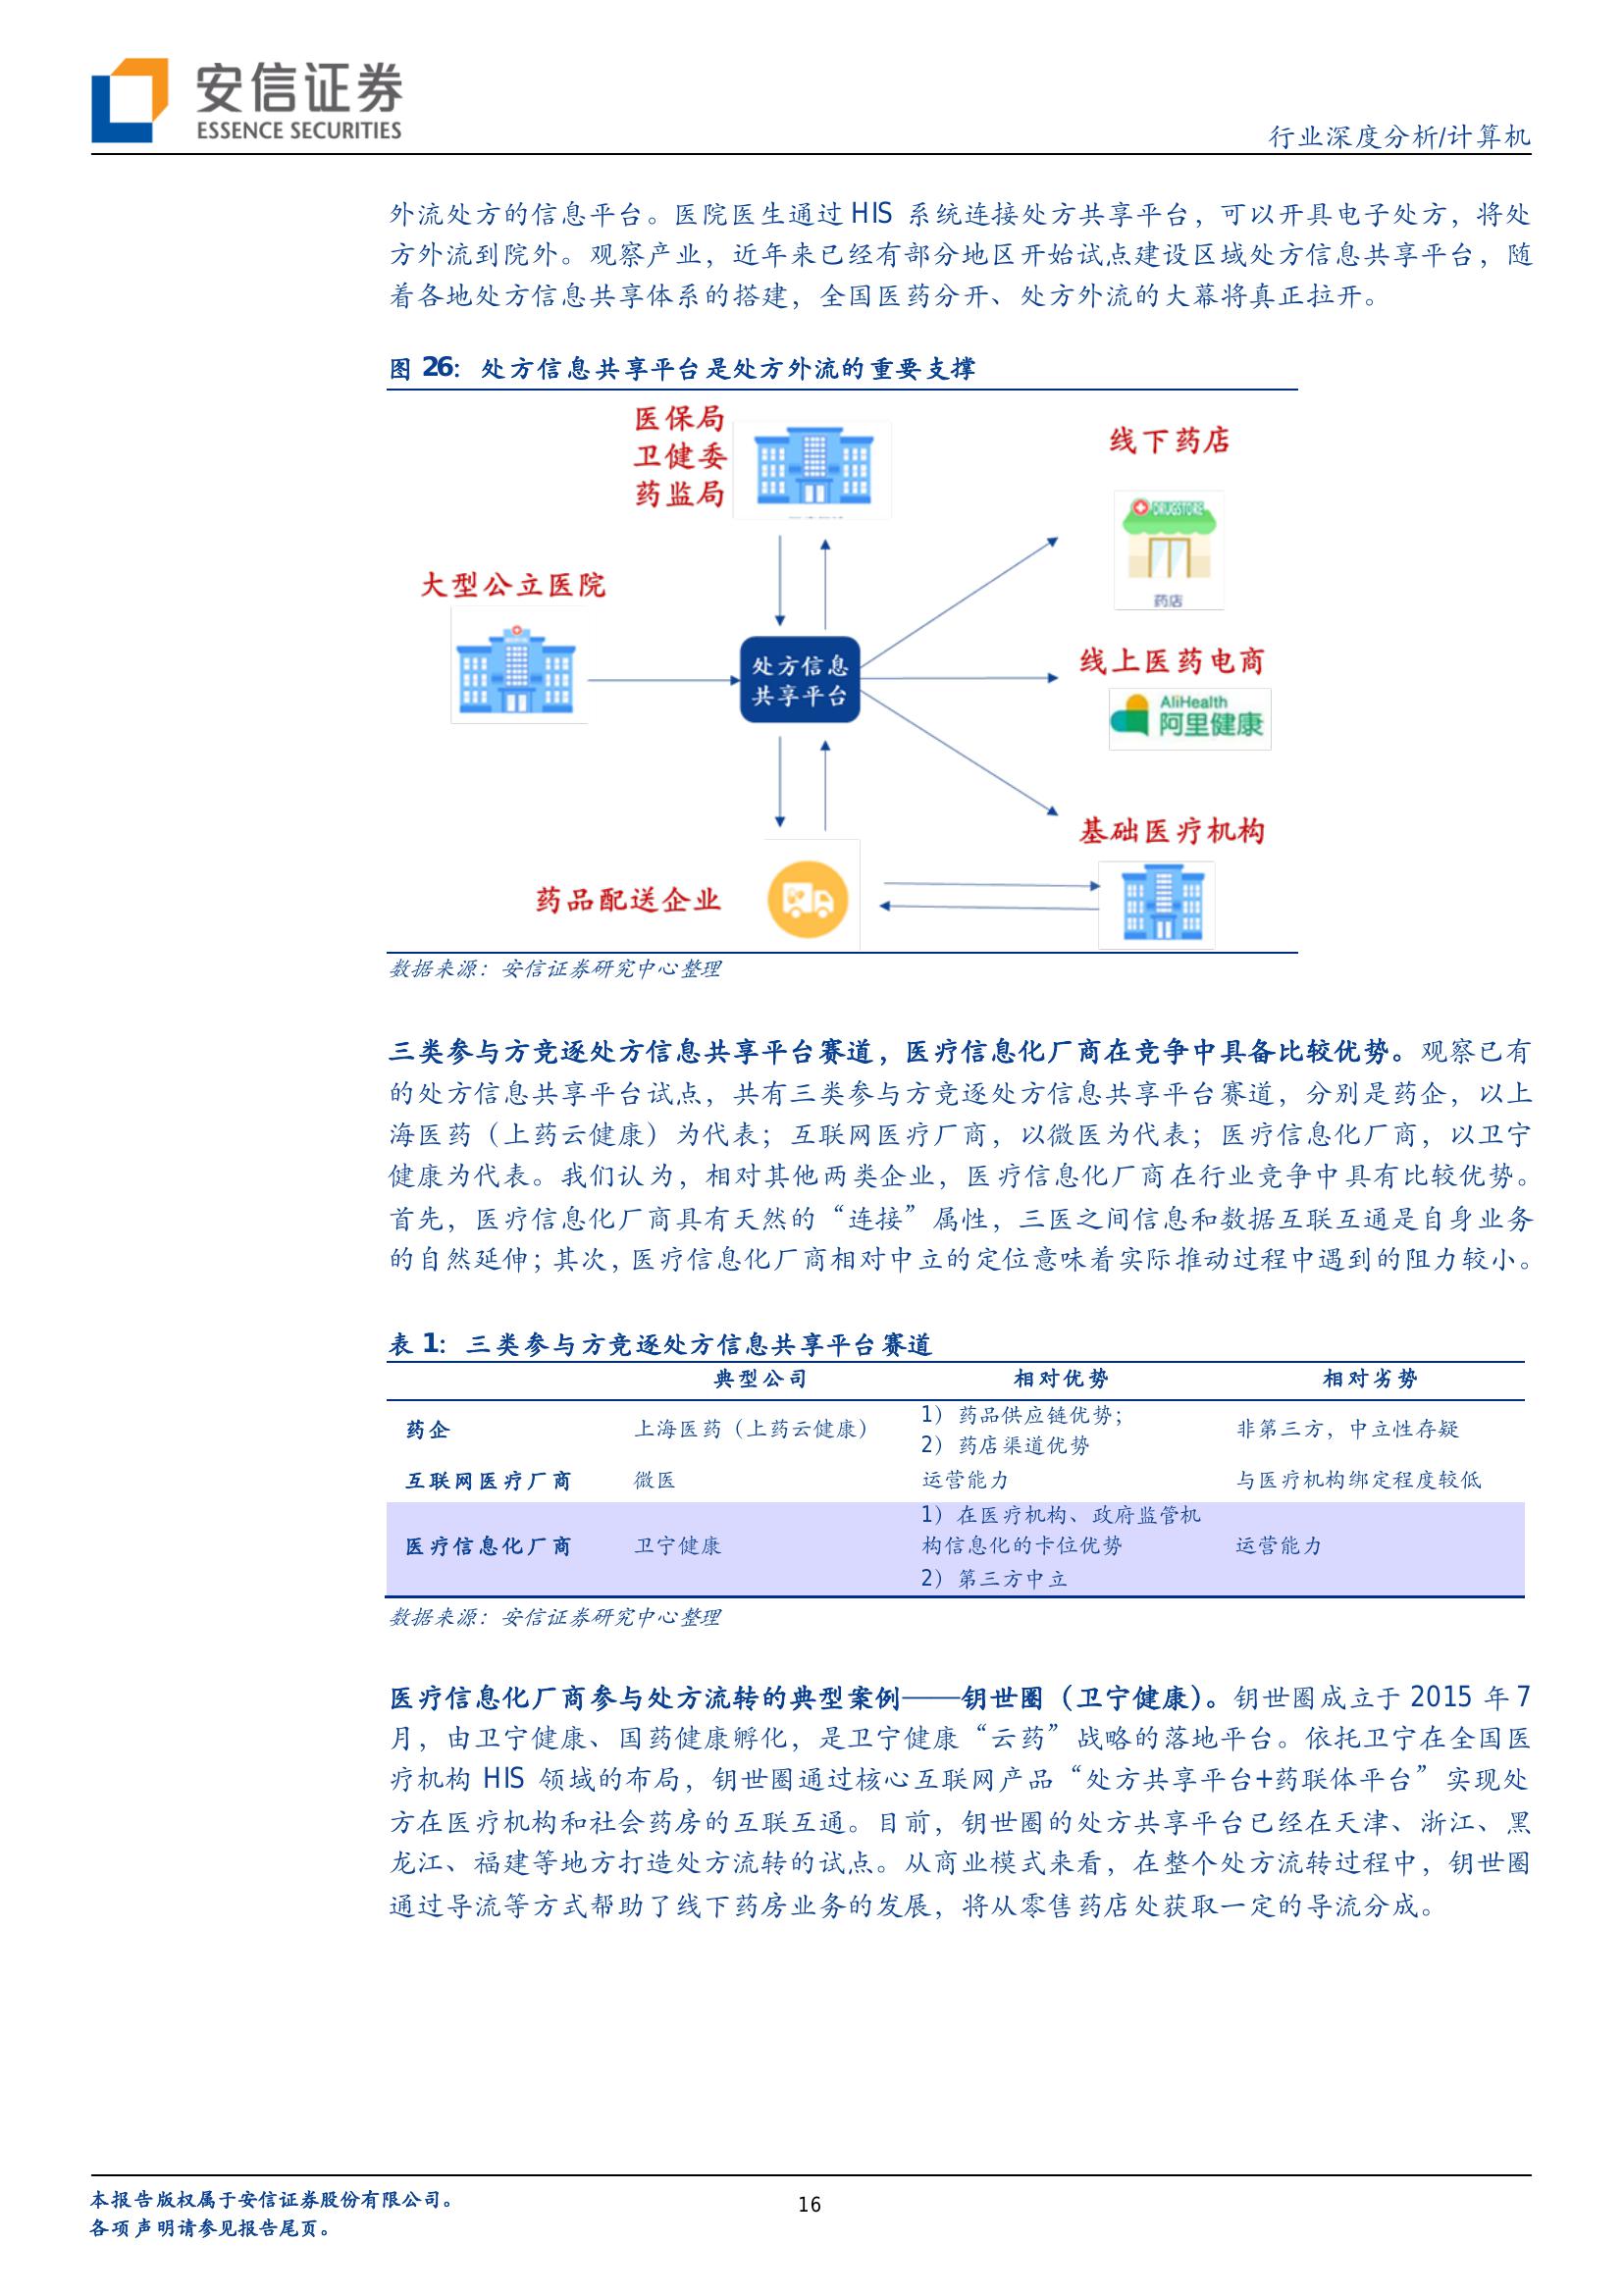 安信证券
ESSENCE SECURITIES
行业深度分析/计算机
外流处方的信息平台。医院医生通过 HIS 系统连接处方共享平台，可以开具电子处方，将处
方外流到院外。观察产业，近年来已经有部分地区开始试点建设区域处方信息共享平台，随
着各地处方信息共享体系的搭建，全国医药分开、处方外流的大幕将真正拉开。
图 26：处方信息共享平台是处方外流的重要支撑
医保局
卫健委
药监局
线下药店
DRUGSTORE
药店
大型公立医院
处方信息
共享平台
线上医药电商
AliHealth
阿里健康
基础医疗机构
药品配送企业
数据来源：安信证券研究中心整理
三类参与方竞逐处方信息共享平台赛道，医疗信息化厂商在竞争中具备比较优势。观察已有
的处方信息共享平台试点，共有三类参与方竞逐处方信息共享平台赛道，分别是药企，以上
海医药（上药云健康）为代表；互联网医疗厂商，以微医为代表；医疗信息化厂商，以卫宁
健康为代表。我们认为，相对其他两类企业，医疗信息化厂商在行业竞争中具有比较优势。
首先，医疗信息化厂商具有天然的“连接”属性，三医之间信息和数据互联互通是自身业务
的自然延伸；其次，医疗信息化厂商相对中立的定位意味着实际推动过程中遇到的阻力较小。
表 1：三类参与方竞逐处方信息共享平台赛道
典型公司 相对优势 相对劣势
药企 上海医药（上药云健康） 1）药品供应链优势； 非第三方，中立性存疑
2）药店渠道优势
互联网医疗厂商 微医 运营能力 与医疗机构绑定程度较低
1）在医疗机构、政府监管机
医疗信息化厂商 卫宁健康 构信息化的卡位优势 运营能力
2）第三方中立
数据来源：安信证券研究中心整理
医疗信息化厂商参与处方流转的典型案例——钥世圈（卫宁健康）。钥世圈成立于 2015 年 7
月，由卫宁健康、国药健康孵化，是卫宁健康“云药”战略的落地平台。依托卫宁在全国医
疗机构 HIS 领域的布局，钥世圈通过核心互联网产品“处方共享平台+药联体平台”实现处
方在医疗机构和社会药房的互联互通。目前，钥世圈的处方共享平台已经在天津、浙江、黑
龙江、福建等地方打造处方流转的试点。从商业模式来看，在整个处方流转过程中，钥世圈
通过导流等方式帮助了线下药房业务的发展，将从零售药店处获取一定的导流分成。
本报告版权属于安信证券股份有限公司。
各项声明请参见报告尾页。
16